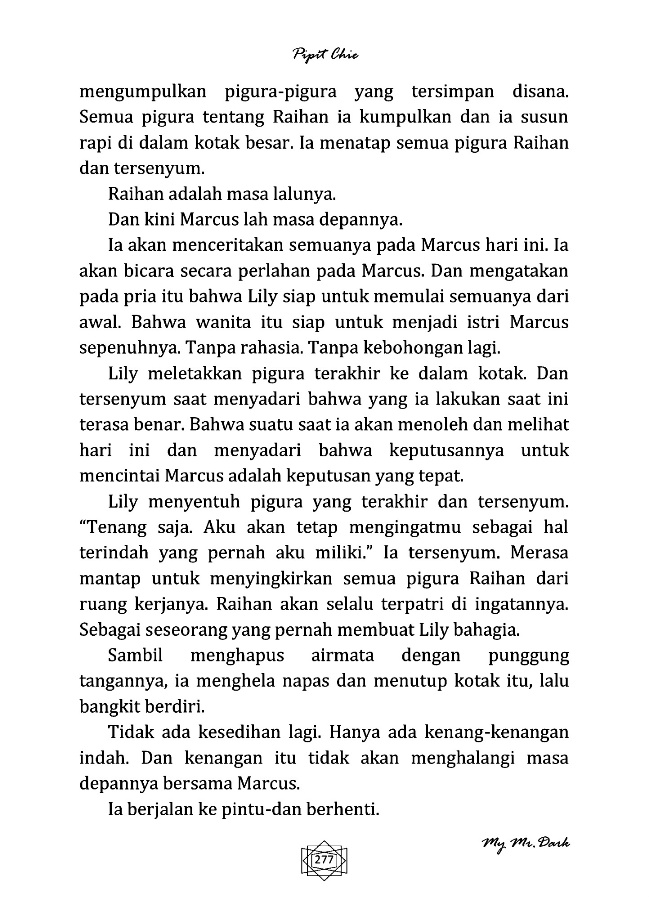 Pipit Chie
mengumpulkan pigura-pigura yang tersimpan disana.
Semua pigura tentang Raihan ia kumpulkan dan ia susun
rapi di dalam kotak besar. Ia menatap semua pigura Raihan
dan tersenyum.
Raihan adalah masa lalunya.
Dan kini Marcus lah masa depannya.
Ia akan menceritakan semuanya pada Marcus hari ini. Ia
akan bicara secara perlahan pada Marcus. Dan mengatakan
pada pria itu bahwa Lily siap untuk memulai semuanya dari
awal. Bahwa wanita itu siap untuk menjadi istri Marcus
sepenuhnya. Tanpa rahasia. Tanpa kebohongan lagi.
Lily meletakkan pigura terakhir ke dalam kotak. Dan
tersenyum saat menyadari bahwa yang ia lakukan saat ini
terasa benar. Bahwa suatu saat ia akan menoleh dan melihat
hari ini dan menyadari bahwa keputusannya untuk
mencintai Marcus adalah keputusan yang tepat.
Lily menyentuh pigura yang terakhir dan tersenyum.
“Tenang saja. Aku akan tetap mengingatmu sebagai hal
terindah yang pernah aku miliki.” Ia tersenyum. Merasa
mantap untuk menyingkirkan semua pigura Raihan dari
ruang kerjanya. Raihan akan selalu terpatri di ingatannya.
Sebagai seseorang yang pernah membuat Lily bahagia.
Sambil menghapus airmata dengan punggung
tangannya, ia menghela napas dan menutup kotak itu, lalu
bangkit berdiri.
Tidak ada kesedihan lagi. Hanya ada kenang-kenangan
indah. Dan kenangan itu tidak akan menghalangi masa
depannya bersama Marcus.
Ia berjalan ke pintu-dan berhenti.
My Mr. Dark
277